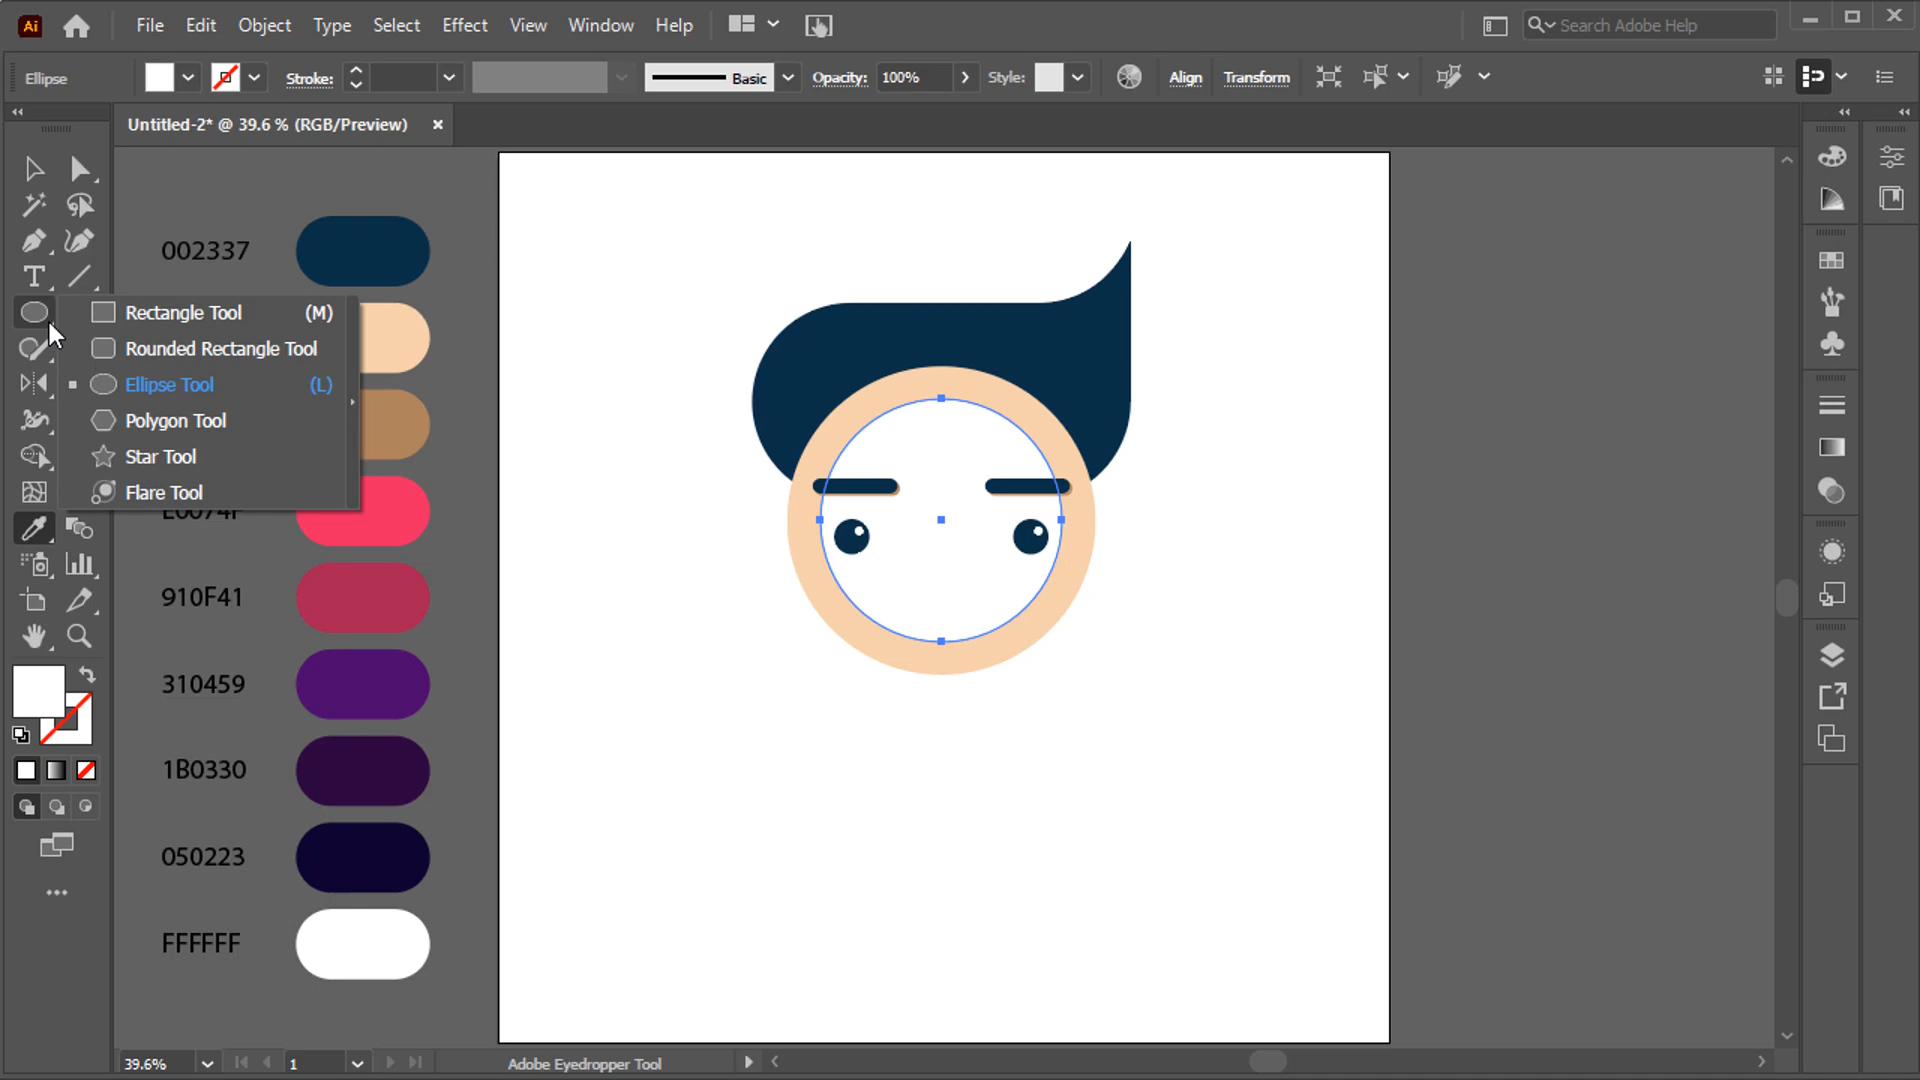 Ai File Edit Object Type Select Effect View Window Help Search Adobe Help
Ellipse Stroke: Basic Opacity: 100% Style: Align Transform
Untitled-2* @ 39.6 % (RGB/Preview)
002337
Rectangle Tool (M)
Rounded Rectangle Tool
Ellipse Tool (L)
Polygon Tool
Star Tool
Flare Tool
910F41
310459
1B0330
050223
FFFFFF
39.6% 1 Adobe Eyedropper Tool